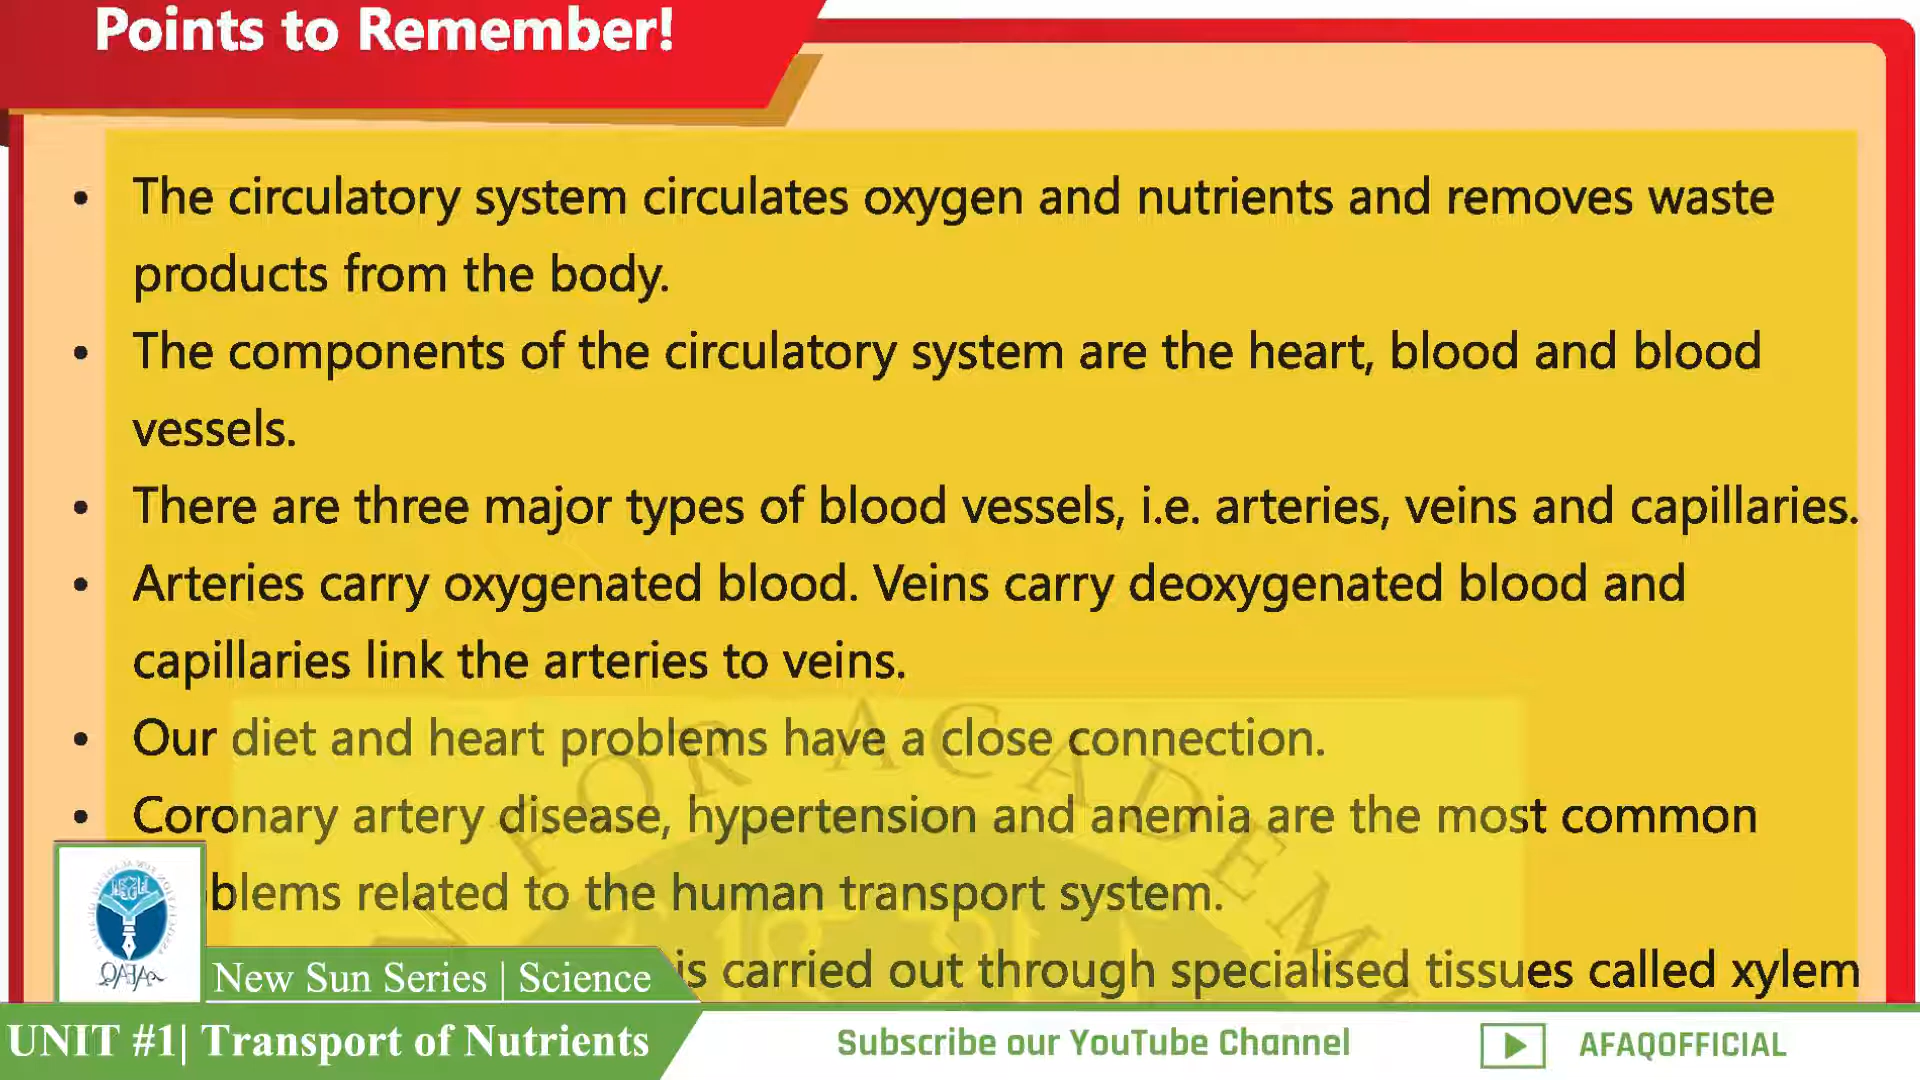 Points to Remember!
• The circulatory system circulates oxygen and nutrients and removes waste
products from the body.
• The components of the circulatory system are the heart, blood and blood
vessels.
• There are three major types of blood vessels, i.e. arteries, veins and capillaries.
• Arteries carry oxygenated blood. Veins carry deoxygenated blood and
capillaries link the arteries to veins.
• Our diet and heart problems have a close connection.
• Coronary artery disease, hypertension and anemia are the most common
blems related to the human transport system.
is carried out through specialised tissues called xylem
FOR ACADEM
New Sun Series | Science
UNIT #1| Transport of Nutrients
Subscribe our YouTube Channel
AFAQOFFICIAL